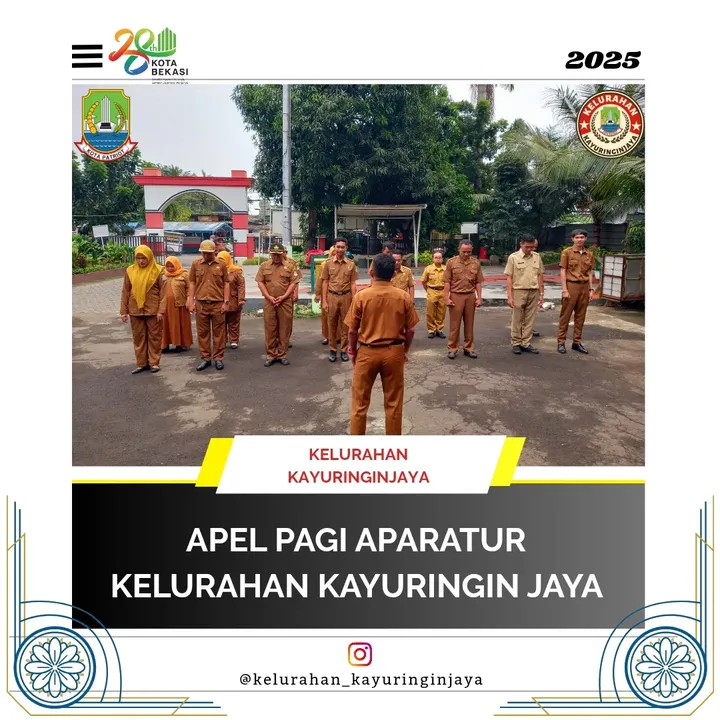 28th
KOTA
BEKASI
2025
KOTA PATRIOT
KELURAHAN
KAYURINGINJAYA
KELURAHAN
KAYURINGINJAYA
APEL PAGI APARATUR
KELURAHAN KAYURINGIN JAYA
@kelurahan_kayuringinjaya